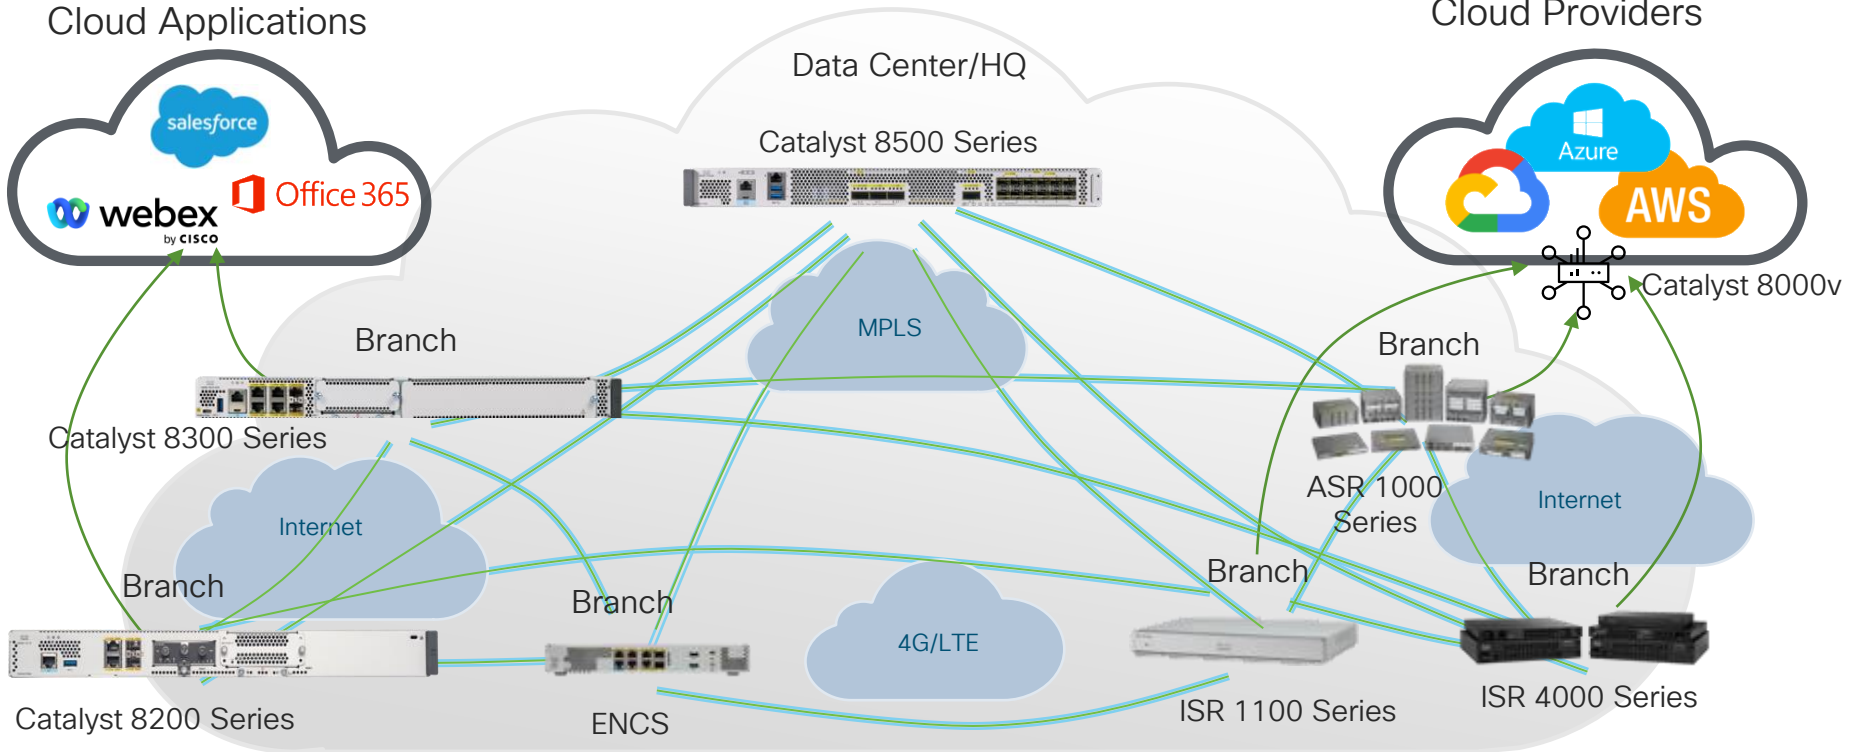 Cloud Applications
Cloud Providers
Data Center/HQ
Catalyst 8500 Series
salesforce
Office 365
webex
by CISCO
Azure
AWS
Catalyst 8000v
MPLS
Branch
Branch
Catalyst 8300 Series
ASR 1000
Series
Internet
Internet
Branch
Branch
Branch
Branch
4G/LTE
Catalyst 8200 Series
ENCS
ISR 1100 Series
ISR 4000 Series